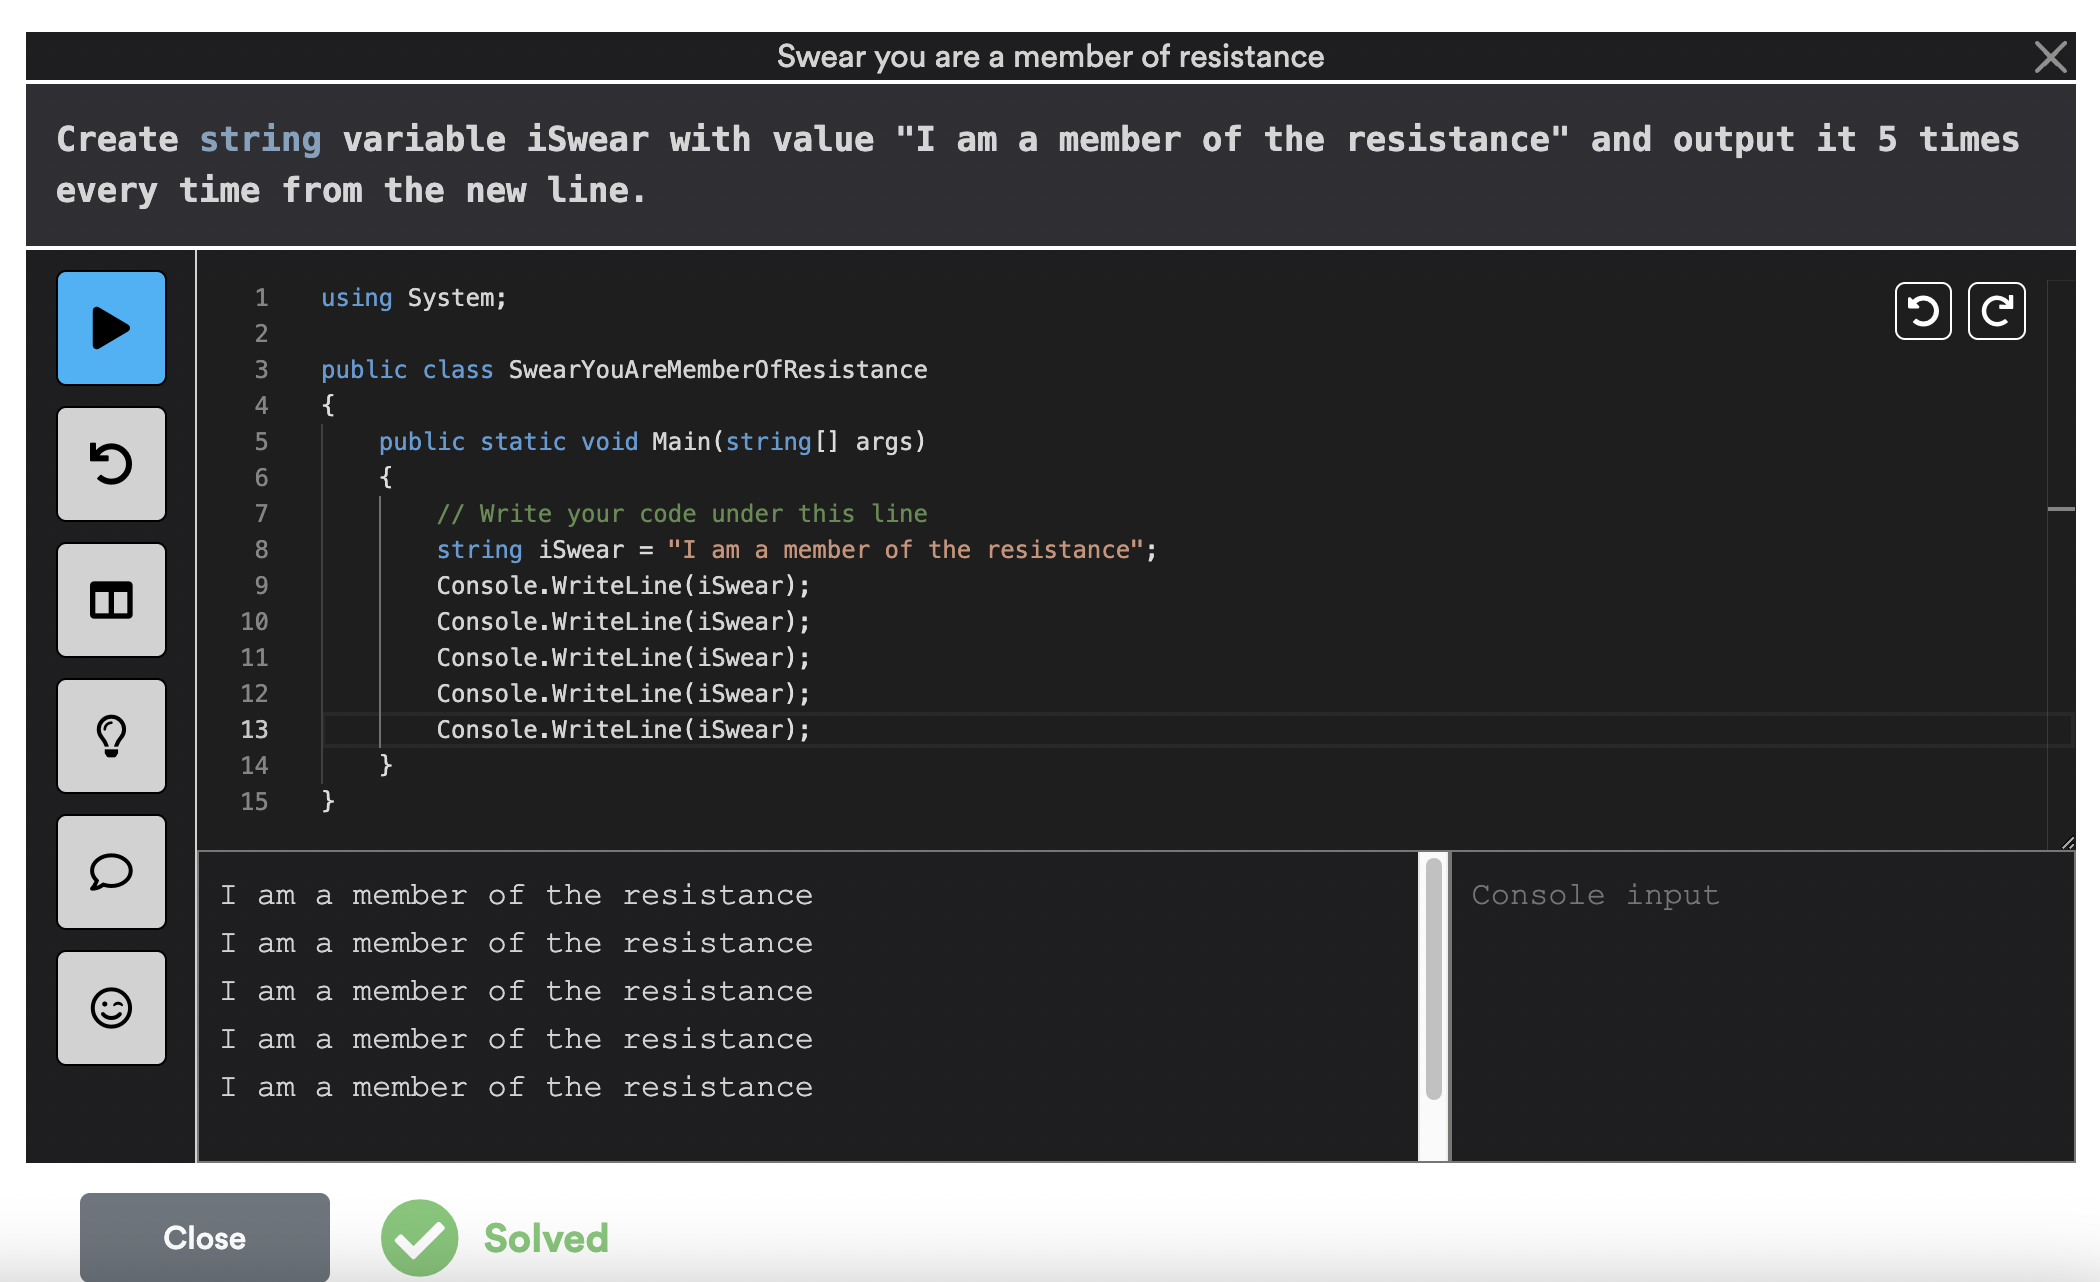 Swear you are a member of resistance
Create string variable iSwear with value "I am a member of the resistance" and output it 5 times
every time from the new line.
1 using System;
2
3 public class SwearYouAreMemberOfResistance
4 {
5     public static void Main(string[] args)
6     {
7         // Write your code under this line
8         string iSwear = "I am a member of the resistance";
9         Console.WriteLine(iSwear);
10         Console.WriteLine(iSwear);
11         Console.WriteLine(iSwear);
12         Console.WriteLine(iSwear);
13         Console.WriteLine(iSwear);
14     }
15 }
I am a member of the resistance
I am a member of the resistance
I am a member of the resistance
I am a member of the resistance
I am a member of the resistance
Console input
Close
Solved